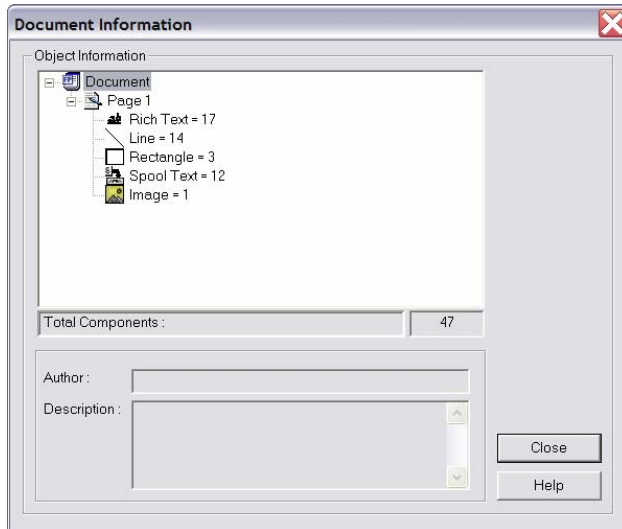 Document Information
Object Information
Document
Page 1
Rich Text = 17
Line = 14
Rectangle = 3
Spool Text = 12
Image = 1
Total Components : 47
Author :
Description :
Close
Help